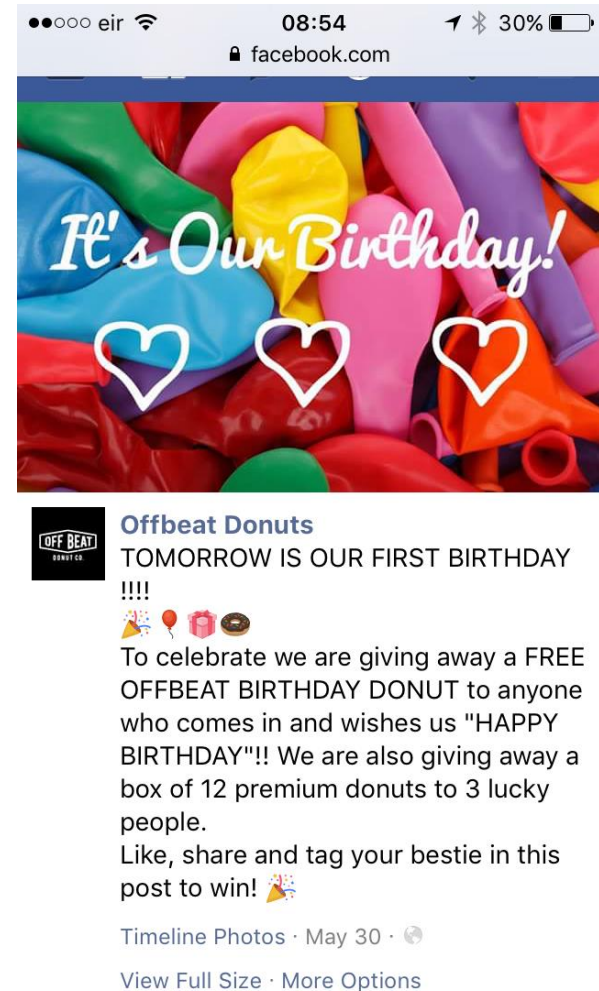 eir 08:54 30%
facebook.com
It's Our Birthday!
OFF BEAT
DONUT CO.
Offbeat Donuts
TOMORROW IS OUR FIRST BIRTHDAY
!!!!
🎉🎈🎁🍩
To celebrate we are giving away a FREE
OFFBEAT BIRTHDAY DONUT to anyone
who comes in and wishes us "HAPPY
BIRTHDAY"!! We are also giving away a
box of 12 premium donuts to 3 lucky
people.
Like, share and tag your bestie in this
post to win! 🎉
Timeline Photos · May 30 ·
View Full Size · More Options